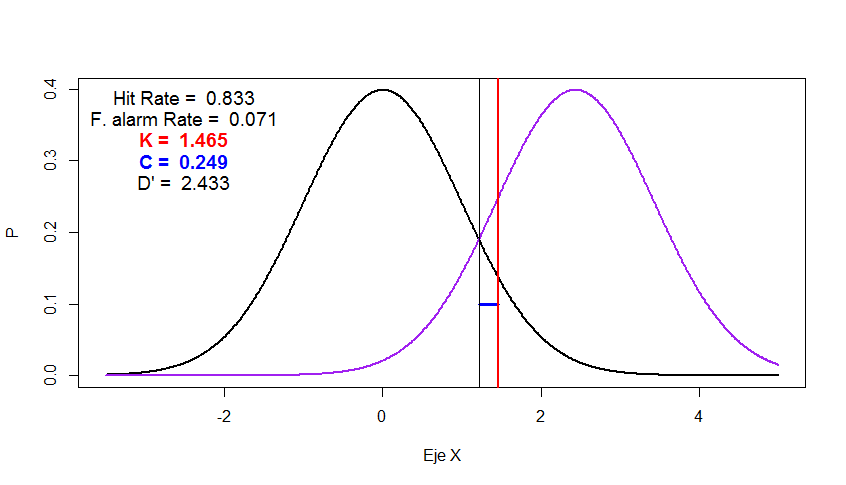 Hit Rate = 0.833
F. alarm Rate = 0.071
K = 1.465
C = 0.249
D' = 2.433
0.4
0.3
0.2
0.1
0.0
P
-2 0 2 4
Eje X